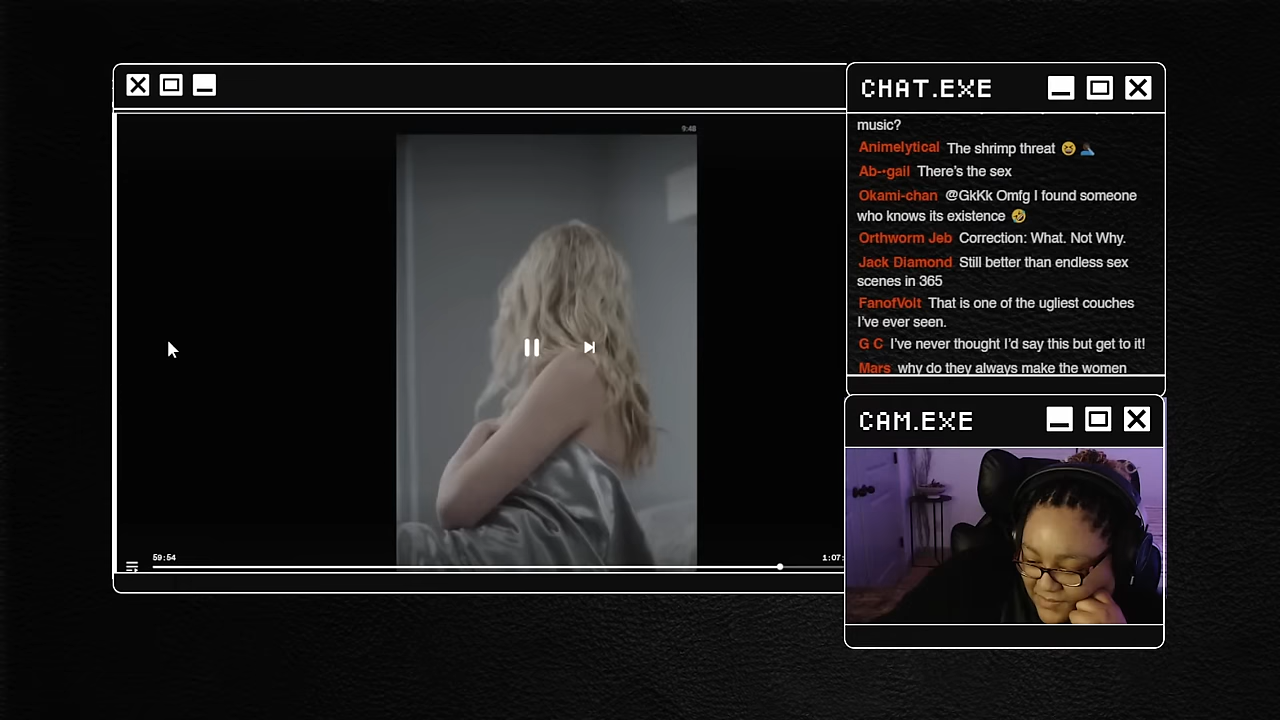 9:48
59:54
1:07:
CHAT.EXE
music?
Animelytical The shrimp threat 😆 🤦🏿‍♂️
Ab-•gail There's the sex
Okami-chan @GkKk Omfg I found someone
who knows its existence 🤣
Orthworm Jeb Correction: What. Not Why.
Jack Diamond Still better than endless sex
scenes in 365
FanofVolt That is one of the ugliest couches
I've ever seen.
G C I've never thought I'd say this but get to it!
Mars why do they always make the women
CAM.EXE